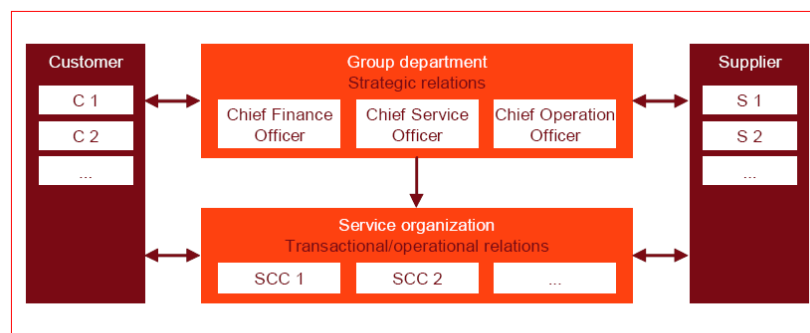 Customer
C 1
C 2
...
Group department
Strategic relations
Chief Finance
Officer
Chief Service
Officer
Chief Operation
Officer
Service organization
Transactional/operational relations
SCC 1
SCC 2
...
Supplier
S 1
S 2
...